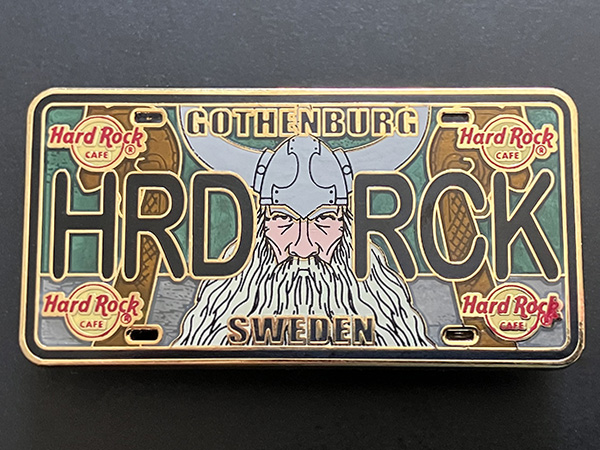 GOTHENBURG
Hard Rock
CAFE
®
Hard Rock
CAFE
®
HRD RCK
Hard Rock
CAFE
®
Hard Rock
CAFE
SWEDEN